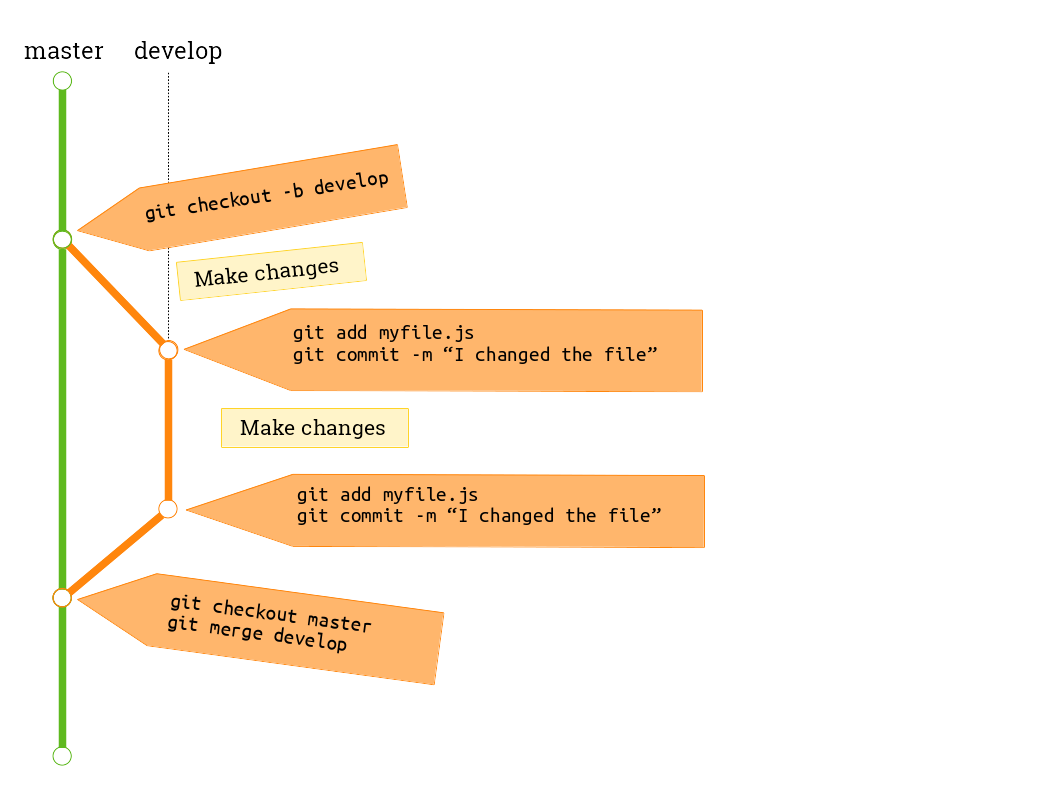 master develop
git checkout -b develop
Make changes
git add myfile.js
git commit -m “I changed the file”
Make changes
git add myfile.js
git commit -m “I changed the file”
git checkout master
git merge develop